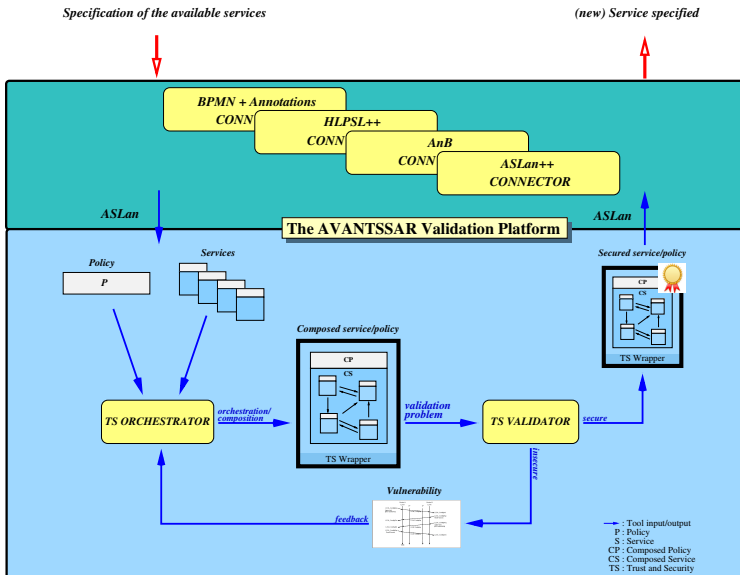 Specification of the available services
(new) Service specified
BPMN + Annotations
CONN
HLPSL++
CONN
AnB
CONN
ASLan++
CONNECTOR
ASLan
ASLan
The AVANTSSAR Validation Platform
Policy
P
Services
Secured service/policy
CP
CS
TS Wrapper
Composed service/policy
CP
CS
TS Wrapper
TS ORCHESTRATOR
orchestration/
composition
validation
problem
TS VALIDATOR
secure
insecure
Vulnerability
feedback
: Tool input/output
P : Policy
S : Service
CP : Composed Policy
CS : Composed Service
TS : Trust and Security